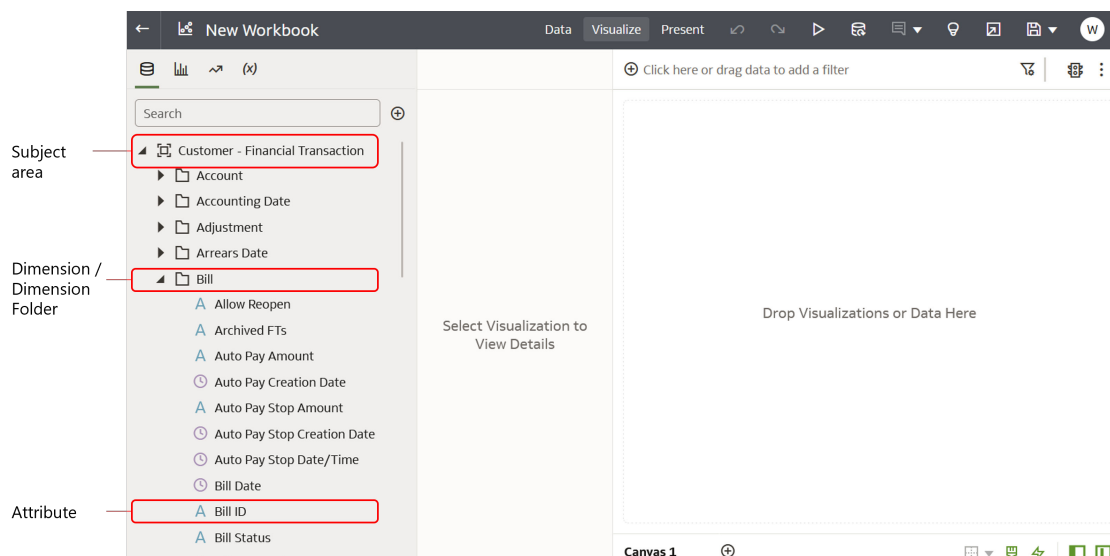 New Workbook
Data Visualize Present
W
(x)
Click here or drag data to add a filter
Search
Subject
area
Customer - Financial Transaction
Account
Accounting Date
Adjustment
Arrears Date
Dimension /
Dimension
Folder
Bill
A Allow Reopen
A Archived FTs
A Auto Pay Amount
Auto Pay Creation Date
A Auto Pay Stop Amount
Auto Pay Stop Creation Date
Auto Pay Stop Date/Time
Bill Date
Attribute
A Bill ID
A Bill Status
Select Visualization to
View Details
Drop Visualizations or Data Here
Canvas 1